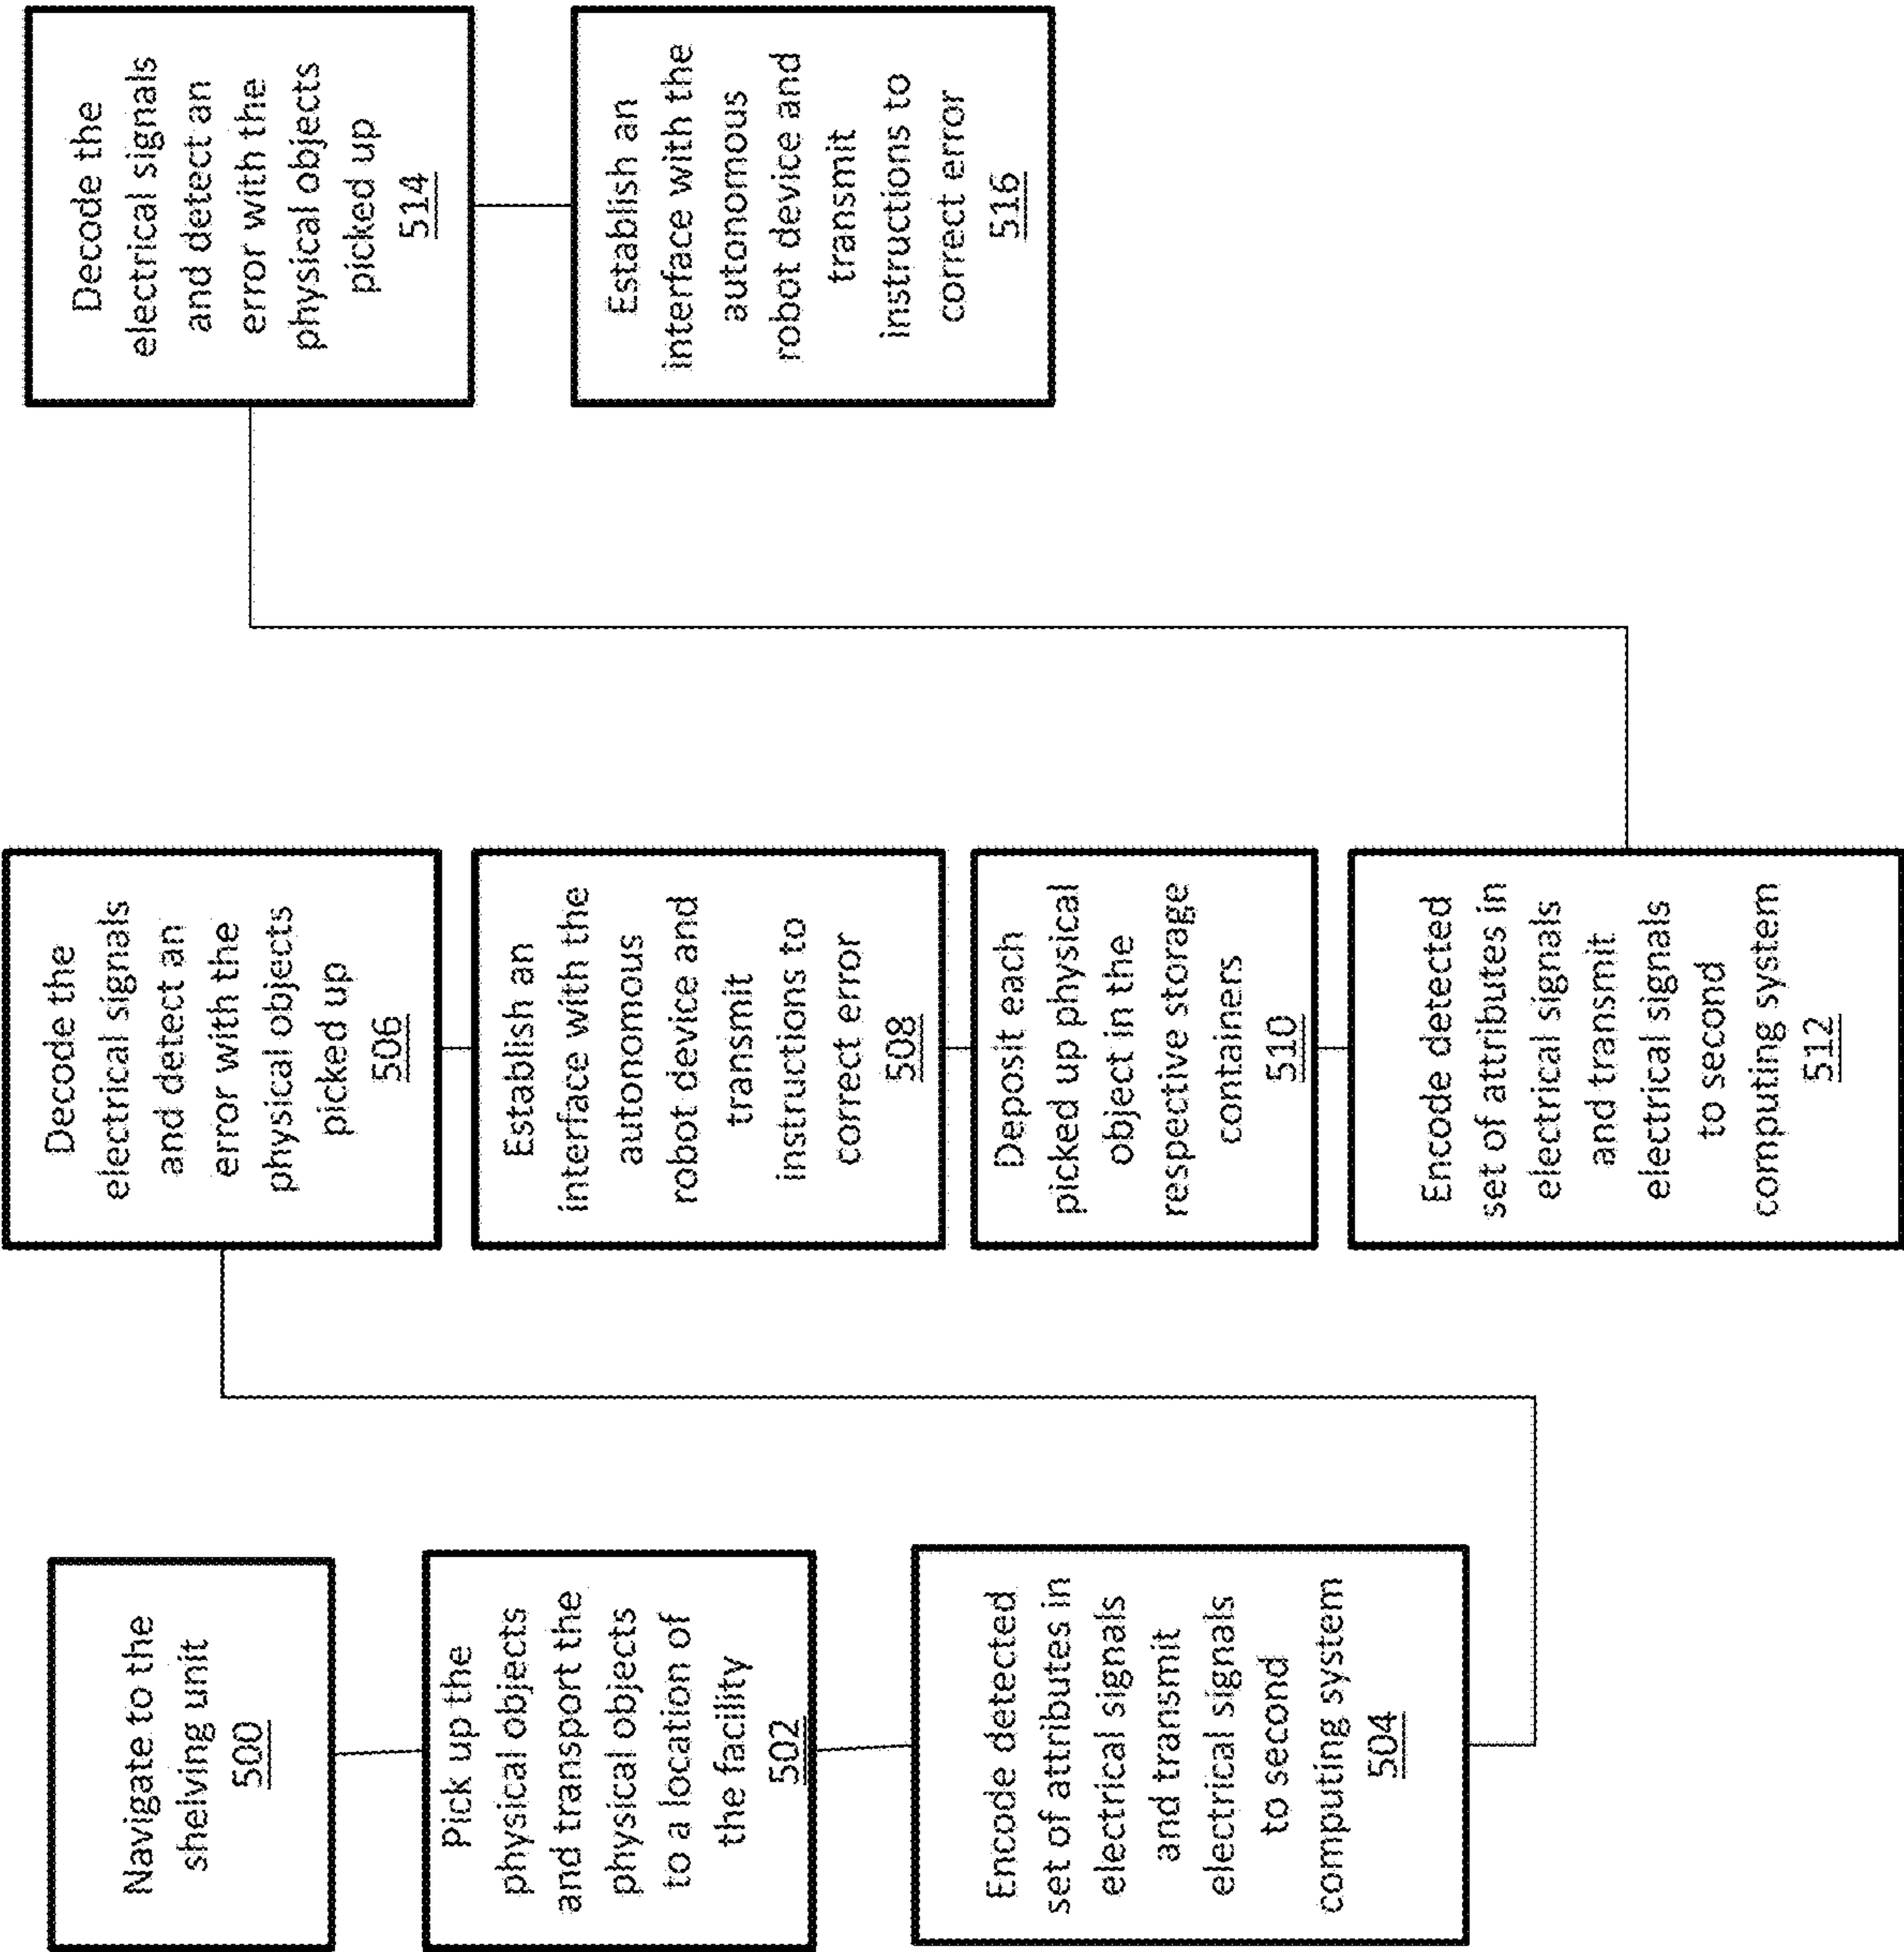 Navigate to the
shelving unit
500
Pick up the
physical objects
and transport the
physical objects
to a location of
the facility
502
Encode detected
set of attributes in
electrical signals
and transmit
electrical signals
to second
computing system
504
Decode the
electrical signals
and detect an
error with the
physical objects
picked up
506
Establish an
interface with the
autonomous
robot device and
transmit
instructions to
correct error
508
Deposit each
picked up physical
object in the
respective storage
containers
510
Encode detected
set of attributes in
electrical signals
and transmit
electrical signals
to second
computing system
512
Decode the
electrical signals
and detect an
error with the
physical objects
picked up
514
Establish an
interface with the
autonomous
robot device and
transmit
instructions to
correct error
516